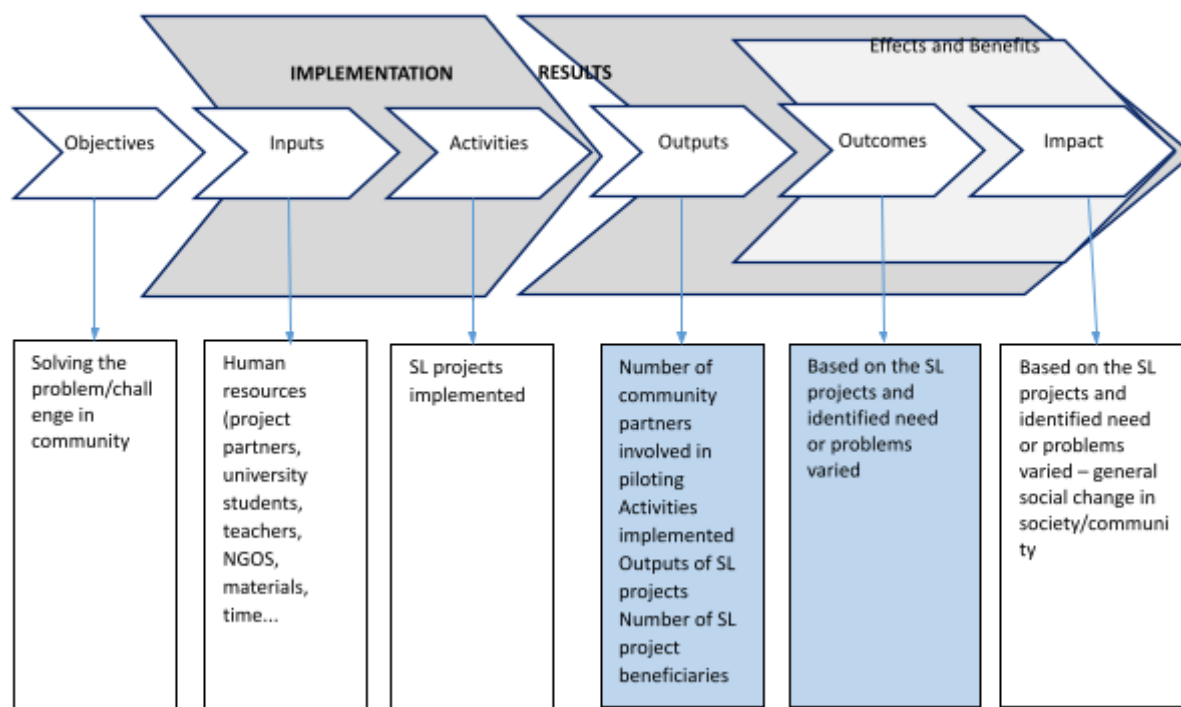 Effects and Benefits
IMPLEMENTATION
RESULTS
Objectives
Inputs
Activities
Outputs
Outcomes
Impact
Solving the
problem/chall
enge in
community
Human
resources
(project
partners,
university
students,
teachers,
NGOS,
materials,
time...
SL projects
implemented
Number of
community
partners
involved in
piloting
Activities
implemented
Outputs of SL
projects
Number of SL
project
beneficiaries
Based on the SL
projects and
identified need
or problems
varied
Based on the SL
projects and
identified need
or problems
varied – general
social change in
society/communi
ty